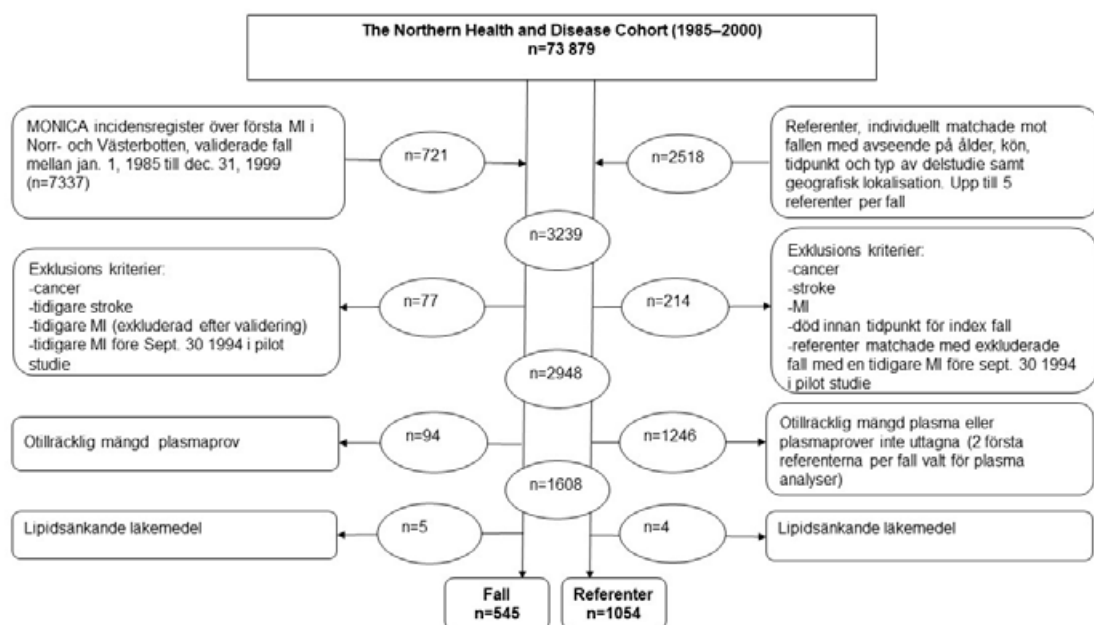 The Northern Health and Disease Cohort (1985–2000)
n=73 879
MONICA incidensregister över första MI i
Norr- och Västerbotten, validerade fall
mellan jan. 1, 1985 till dec. 31, 1999
(n=7337)
n=721
n=2518
Referenter, individuellt matchade mot
fallen med avseende på ålder, kön,
tidpunkt och typ av delstudie samt
geografisk lokalisation. Upp till 5
referenter per fall
n=3239
Exklusions kriterier:
-cancer
-tidigare stroke
-tidigare MI (exkluderad efter validering)
-tidigare MI före Sept. 30 1994 i pilot
studie
n=77
n=214
Exklusions kriterier:
-cancer
-stroke
-MI
-död innan tidpunkt för index fall
-referenter matchade med exkluderade
fall med en tidigare MI före sept. 30 1994
i pilot studie
n=2948
Otillräcklig mängd plasmaprov
n=94
n=1246
Otillräcklig mängd plasma eller
plasmaprover inte uttagna (2 första
referenterna per fall valt för plasma
analyser)
n=1608
Lipidsänkande läkemedel
n=5
n=4
Lipidsänkande läkemedel
Fall
n=545
Referenter
n=1054